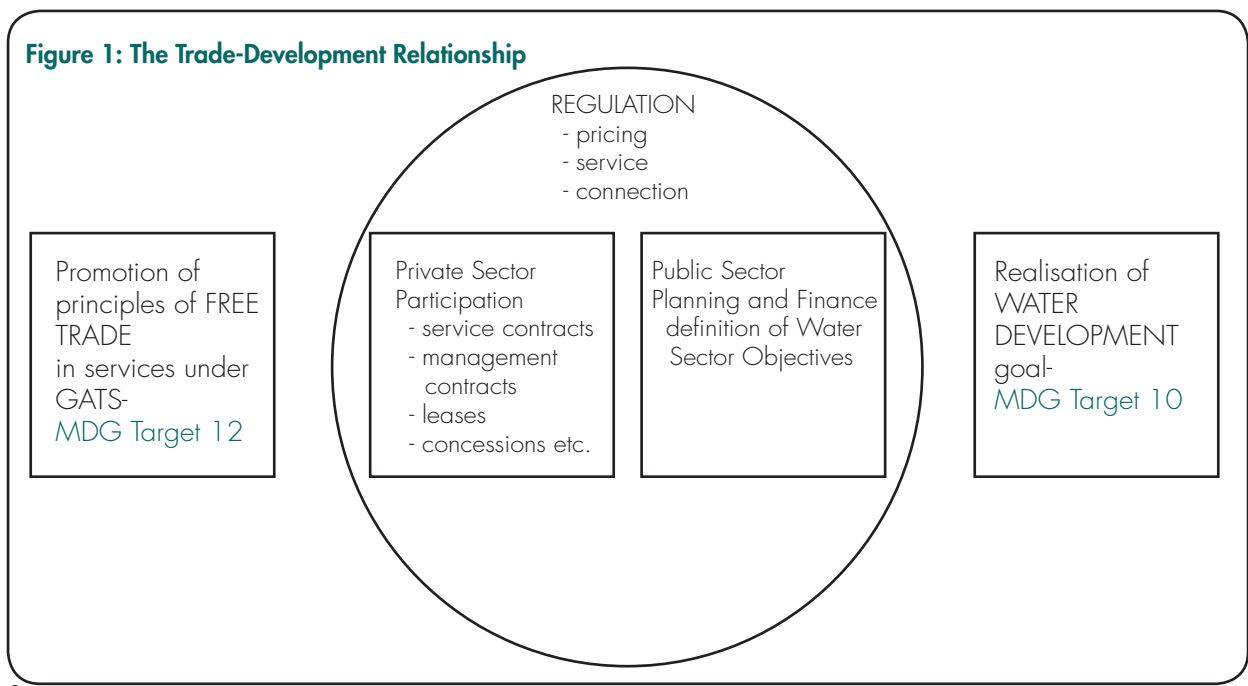 Figure 1: The Trade-Development Relationship
REGULATION
- pricing
- service
- connection
Promotion of
principles of FREE
TRADE
in services under
GATS-
MDG Target 12
Private Sector
Participation
- service contracts
- management
contracts
- leases
- concessions etc.
Public Sector
Planning and Finance
definition of Water
Sector Objectives
Realisation of
WATER
DEVELOPMENT
goal-
MDG Target 10